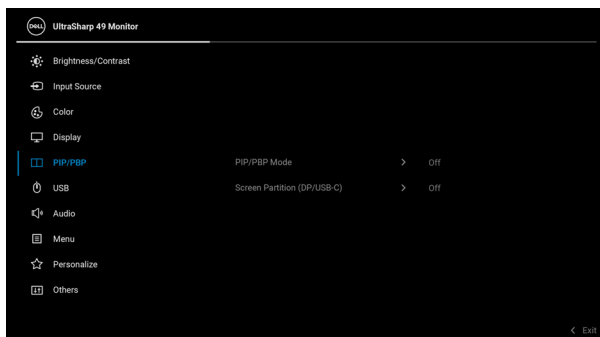 DELL UltraSharp 49 Monitor
Brightness/Contrast
Input Source
Color
Display
PIP/PBP PIP/PBP Mode > Off
USB Screen Partition (DP/USB-C) > Off
Audio
Menu
Personalize
Others
< Exit